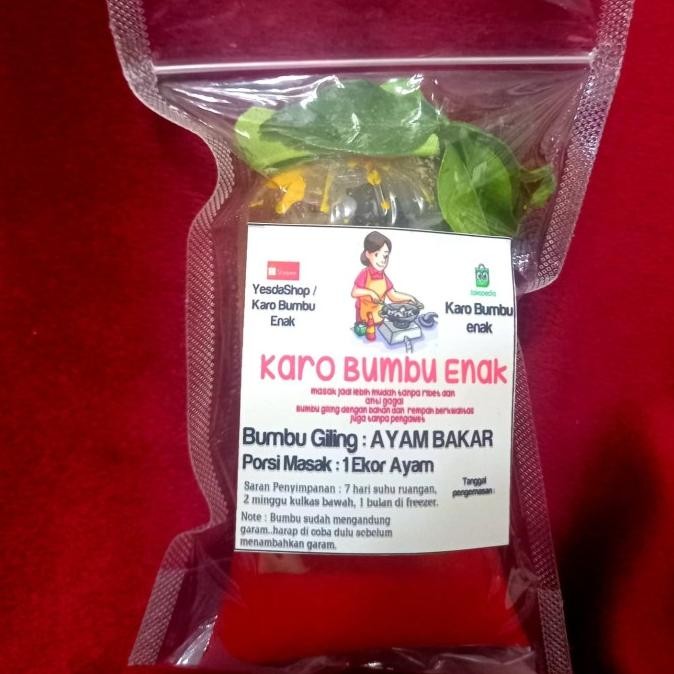 Shopee
YesdaShop /
Karo Bumbu
Enak
tokopedia
Karo Bumbu
enak
Karo Bumbu Enak
masak jadi lebih mudah tanpa ribet dan
anti gagal
Bumbu giling dengan bahan dan rempah berkwalitas
juga tanpa pengawet
Bumbu Giling : AYAM BAKAR
Porsi Masak : 1 Ekor Ayam
Saran Penyimpanan : 7 hari suhu ruangan,
2 minggu kulkas bawah, 1 bulan di freezer.
Tanggal
pengemasan :
Note : Bumbu sudah mengandung
garam..harap di coba dulu sebelum
menambahkan garam.